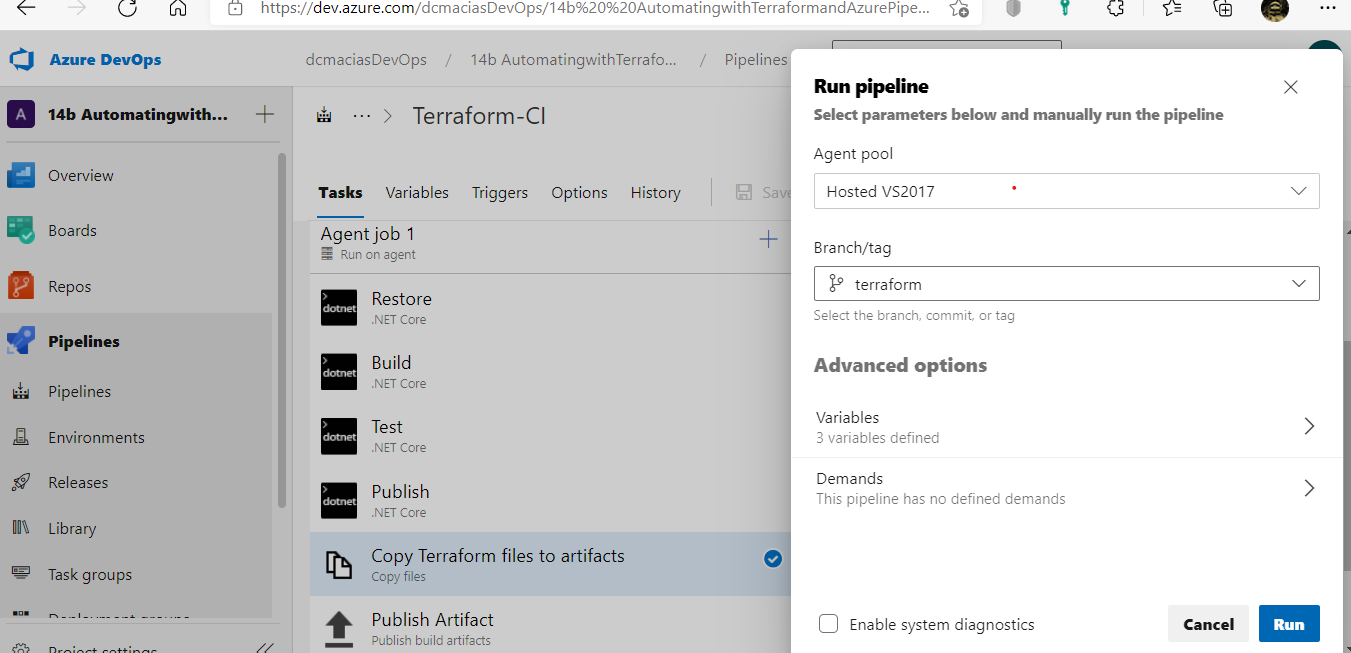 https://dev.azure.com/dcmaciasDevOps/14b%20%20AutomatingwithTerraformandAzurePipe...
Azure DevOps
dcmaciasDevOps / 14b AutomatingwithTerrafo... / Pipelines
A 14b Automatingwith...
Overview
Boards
Repos
Pipelines
Pipelines
Environments
Releases
Library
Task groups
Deployment groups
Project settings
... > Terraform-CI
Tasks Variables Triggers Options History Save
Agent job 1
Run on agent
dotnet
Restore
.NET Core
dotnet
Build
.NET Core
dotnet
Test
.NET Core
dotnet
Publish
.NET Core
Copy Terraform files to artifacts
Copy files
Publish Artifact
Publish build artifacts
Run pipeline
Select parameters below and manually run the pipeline
Agent pool
Hosted VS2017
Branch/tag
terraform
Select the branch, commit, or tag
Advanced options
Variables
3 variables defined
Demands
This pipeline has no defined demands
Enable system diagnostics
Cancel Run